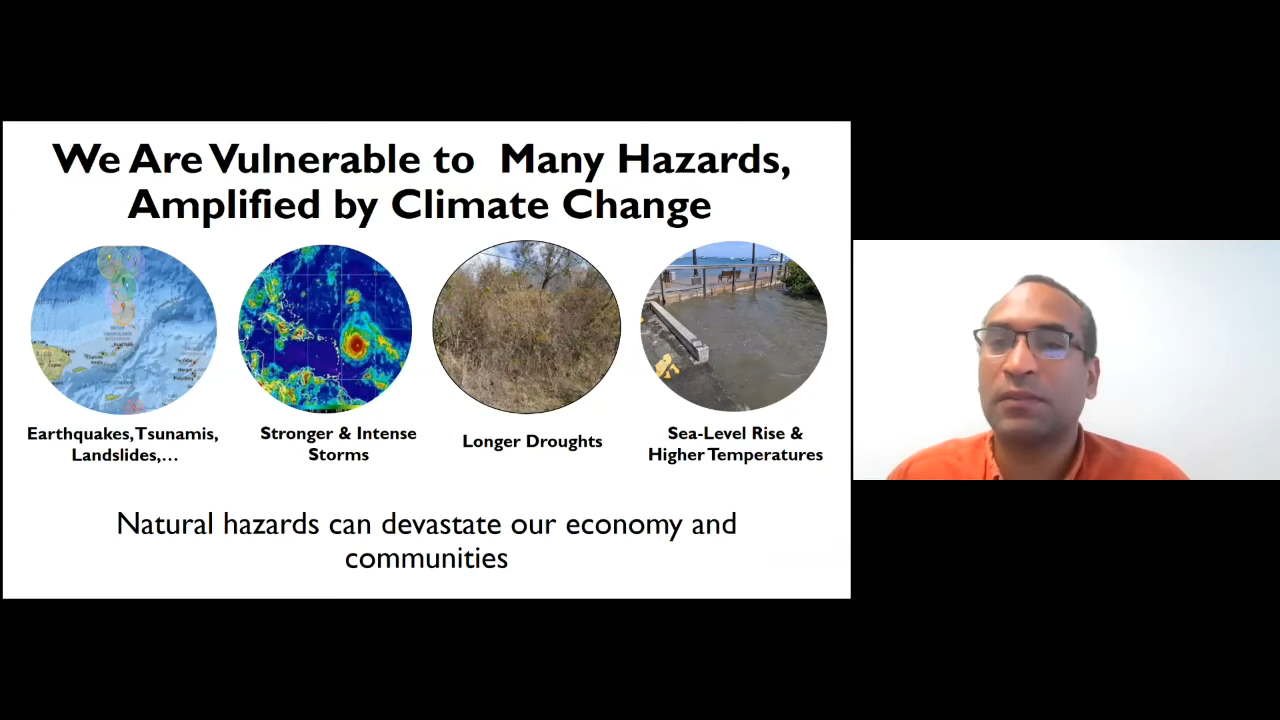 We Are Vulnerable to Many Hazards,
Amplified by Climate Change
Earthquakes, Tsunamis,
Landslides,…
Stronger & Intense
Storms
Longer Droughts
Sea-Level Rise &
Higher Temperatures
Natural hazards can devastate our economy and
communities